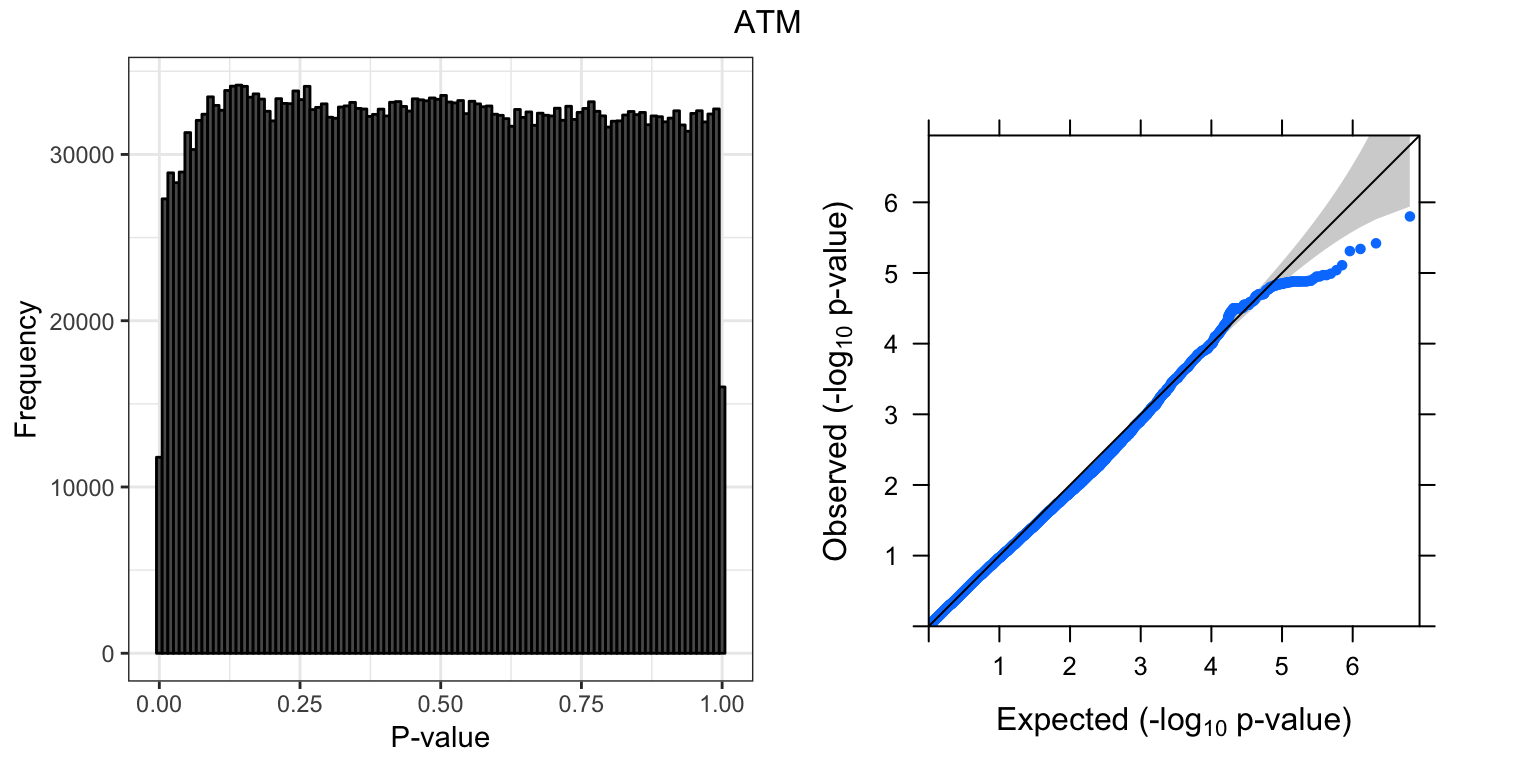 ATM
Frequency
30000
20000
10000
0
0.00 0.25 0.50 0.75 1.00
P-value
Observed (-log10 p-value)
6
5
4
3
2
1
1 2 3 4 5 6
Expected (-log10 p-value)